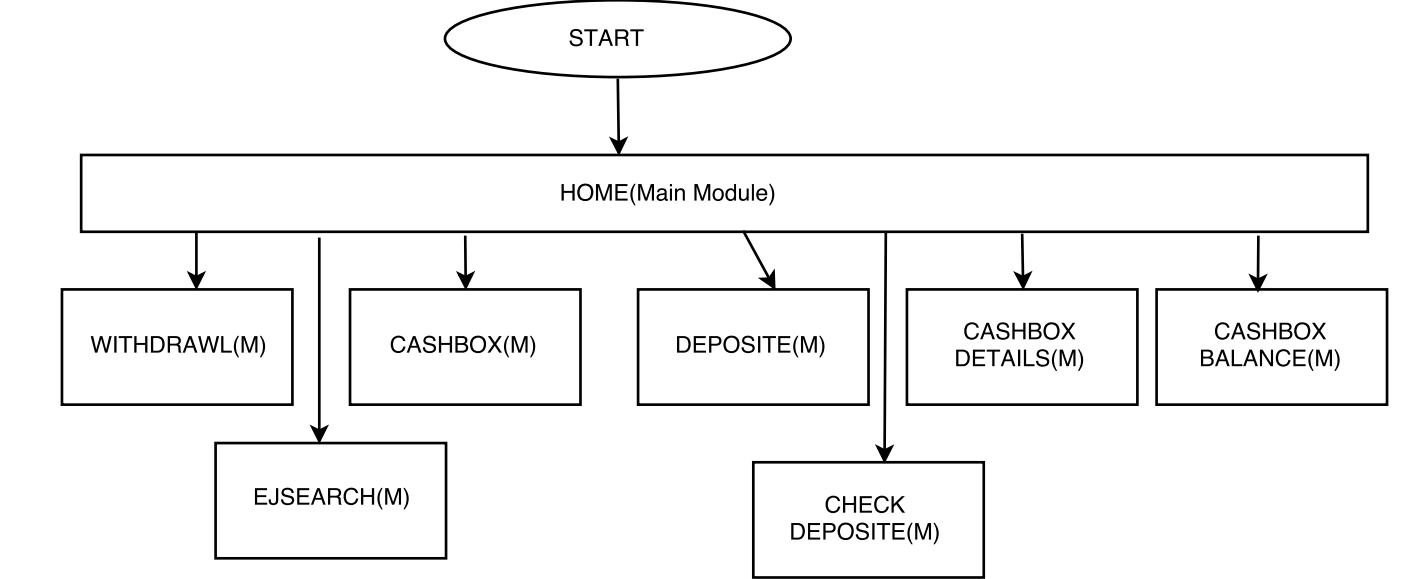 START
HOME(Main Module)
WITHDRAWL(M)
CASHBOX(M)
DEPOSITE(M)
CASHBOX
DETAILS(M)
CASHBOX
BALANCE(M)
EJSEARCH(M)
CHECK
DEPOSITE(M)